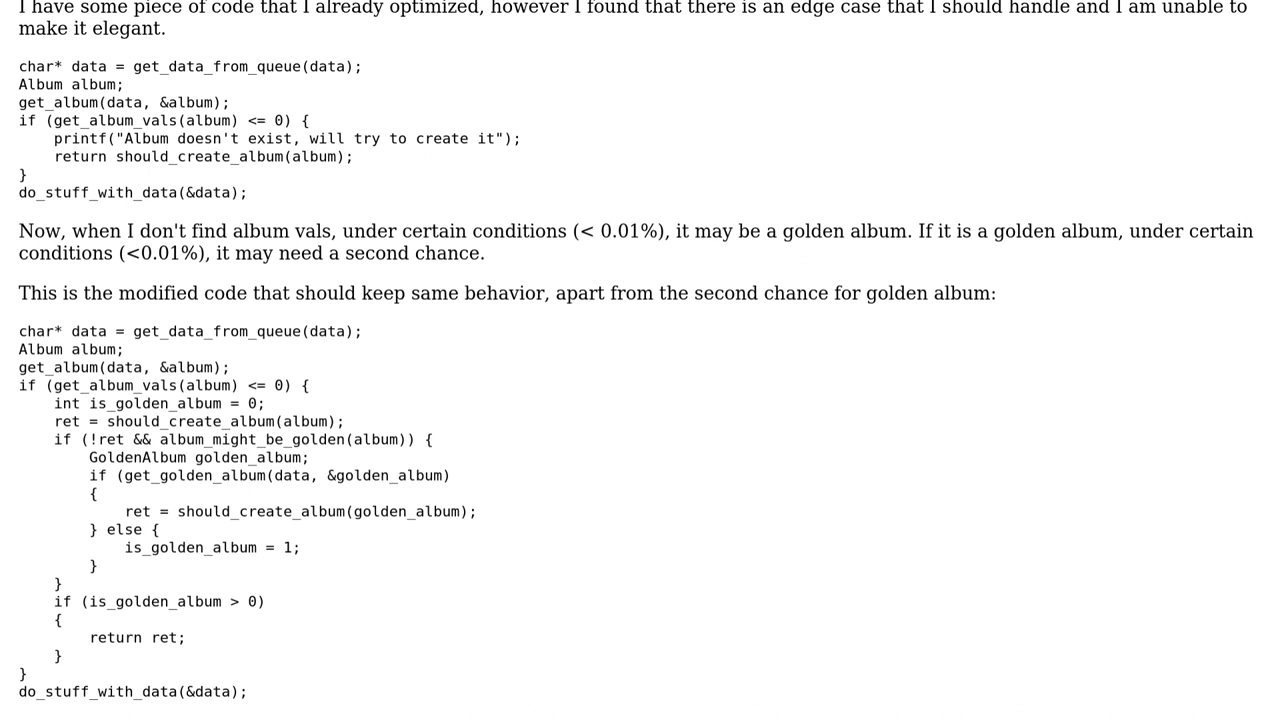 I have some piece of code that I already optimized, however I found that there is an edge case that I should handle and I am unable to
make it elegant.
char* data = get_data_from_queue(data);
Album album;
get_album(data, &album);
if (get_album_vals(album) <= 0) {
    printf("Album doesn't exist, will try to create it");
    return should_create_album(album);
}
do_stuff_with_data(&data);
Now, when I don't find album vals, under certain conditions (< 0.01%), it may be a golden album. If it is a golden album, under certain
conditions (<0.01%), it may need a second chance.
This is the modified code that should keep same behavior, apart from the second chance for golden album:
char* data = get_data_from_queue(data);
Album album;
get_album(data, &album);
if (get_album_vals(album) <= 0) {
    int is_golden_album = 0;
    ret = should_create_album(album);
    if (!ret && album_might_be_golden(album)) {
        GoldenAlbum golden_album;
        if (get_golden_album(data, &golden_album)
        {
            ret = should_create_album(golden_album);
        } else {
            is_golden_album = 1;
        }
    }
    if (is_golden_album > 0)
    {
        return ret;
    }
}
do_stuff_with_data(&data);